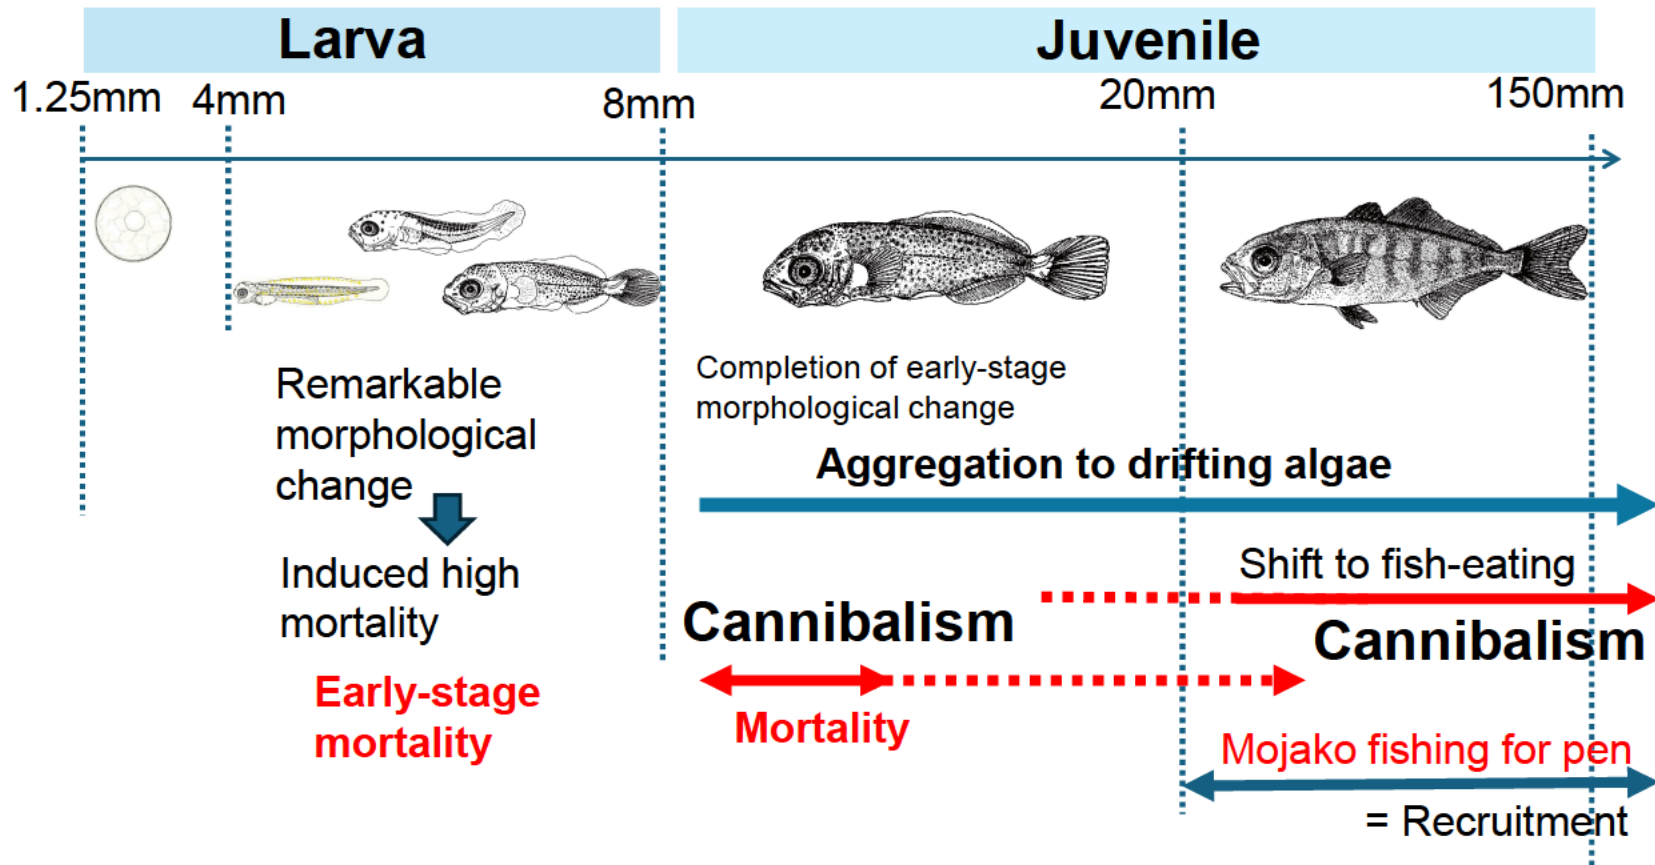 Larva
Juvenile
1.25mm
4mm
8mm
20mm
150mm
Remarkable
morphological
change
Induced high
mortality
Early-stage
mortality
Completion of early-stage
morphological change
Aggregation to drifting algae
Shift to fish-eating
Cannibalism
Cannibalism
Mortality
Mojako fishing for pen
= Recruitment